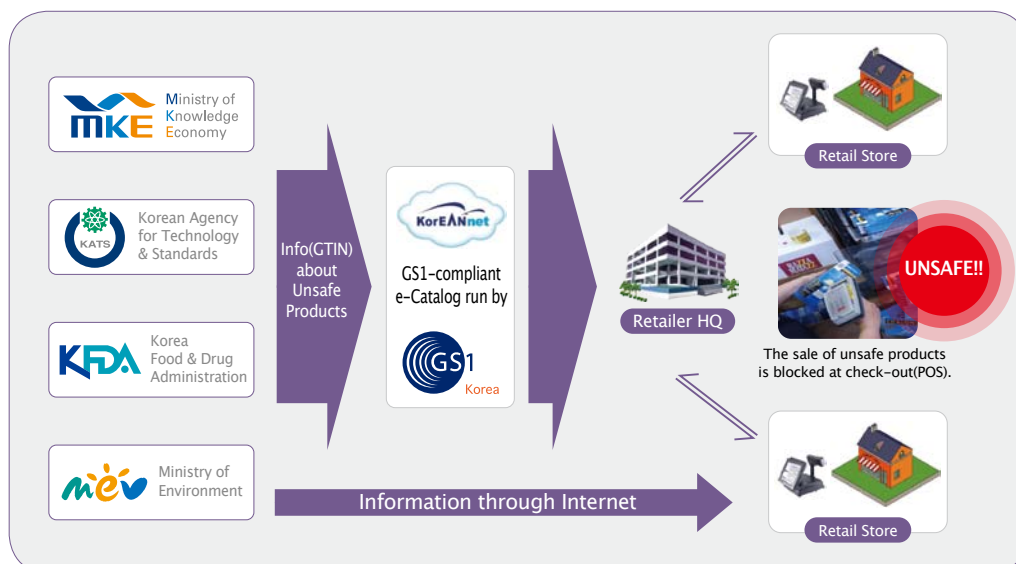 MKE
Ministry of
Knowledge
Economy
KATS
Korean Agency
for Technology
& Standards
KFDA
Korea
Food & Drug
Administration
mev
Ministry of
Environment
Info(GTIN)
about
Unsafe
Products
KorEANnet
GS1-compliant
e-Catalog run by
GS1
Korea
Retailer HQ
Retail Store
UNSAFE!!
The sale of unsafe products
is blocked at check-out(POS).
Retail Store
Information through Internet